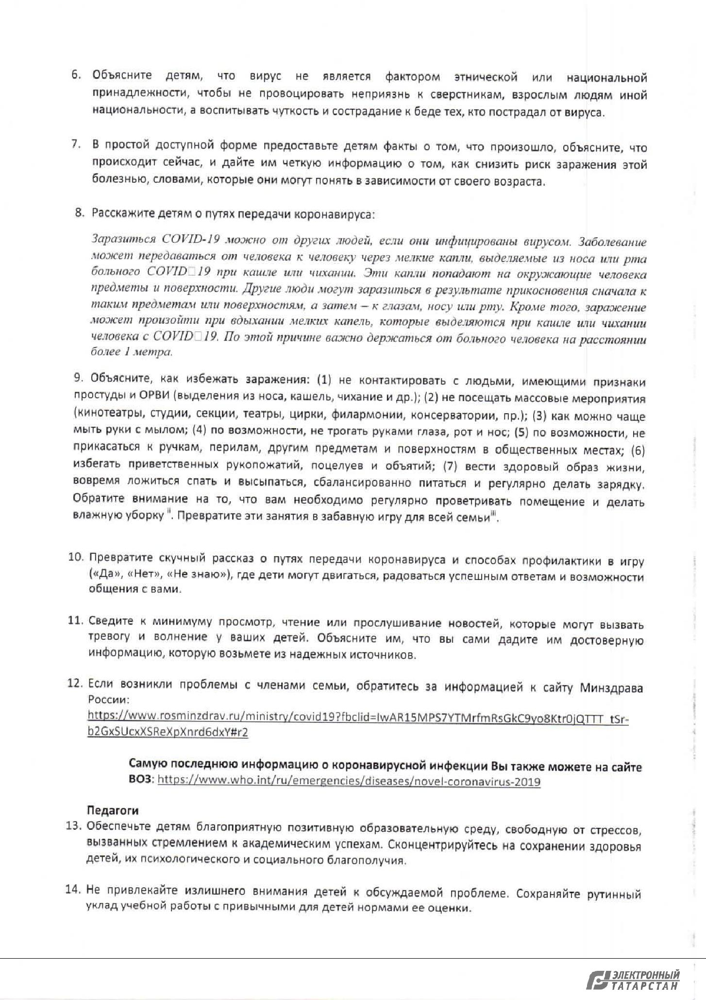 6. Объясните детям, что вирус не является фактором этнической или национальной
принадлежности, чтобы не провоцировать неприязнь к сверстникам, взрослым людям иной
национальности, а воспитывать чуткость и сострадание к беде тех, кто пострадал от вируса.
7. В простой доступной форме предоставьте детям факты о том, что произошло, объясните, что
происходит сейчас, и дайте им четкую информацию о том, как снизить риск заражения этой
болезнью, словами, которые они могут понять в зависимости от своего возраста.
8. Расскажите детям о путях передачи коронавируса:
Заразиться COVID-19 можно от других людей, если они инфицированы вирусом. Заболевание
может передаваться от человека к человеку через мелкие капли, выделяемые из носа или рта
больного COVID□19 при кашле или чихании. Эти капли попадают на окружающие человека
предметы и поверхности. Другие люди могут заразиться в результате прикосновения сначала к
таким предметам или поверхностям, а затем – к глазам, носу или рту. Кроме того, заражение
может произойти при вдыхании мелких капель, которые выделяются при кашле или чихании
человека с COVID□19. По этой причине важно держаться от больного человека на расстоянии
более 1 метра.
9. Объясните, как избежать заражения: (1) не контактировать с людьми, имеющими признаки
простуды и ОРВИ (выделения из носа, кашель, чихание и др.); (2) не посещать массовые мероприятия
(кинотеатры, студии, секции, театры, цирки, филармонии, консерватории, пр.); (3) как можно чаще
мыть руки с мылом; (4) по возможности, не трогать руками глаза, рот и нос; (5) по возможности, не
прикасаться к ручкам, перилам, другим предметам и поверхностям в общественных местах; (6)
избегать приветственных рукопожатий, поцелуев и объятий; (7) вести здоровый образ жизни,
вовремя ложиться спать и высыпаться, сбалансированно питаться и регулярно делать зарядку.
Обратите внимание на то, что вам необходимо регулярно проветривать помещение и делать
влажную уборку ii. Превратите эти занятия в забавную игру для всей семьиiii.
10. Превратите скучный рассказ о путях передачи коронавируса и способах профилактики в игру
(«Да», «Нет», «Не знаю»), где дети могут двигаться, радоваться успешным ответам и возможности
общения с вами.
11. Сведите к минимуму просмотр, чтение или прослушивание новостей, которые могут вызвать
тревогу и волнение у ваших детей. Объясните им, что вы сами дадите им достоверную
информацию, которую возьмете из надежных источников.
12. Если возникли проблемы с членами семьи, обратитесь за информацией к сайту Минздрава
России:
https://www.rosminzdrav.ru/ministry/covid19?fbclid=IwAR15MPS7YTMrfmRsGkC9yo8Ktr0jQTTT_tSr-
b2GxSUcxXSReXpXnrd6dxY#r2
Самую последнюю информацию о коронавирусной инфекции Вы также можете на сайте
ВОЗ: https://www.who.int/ru/emergencies/diseases/novel-coronavirus-2019
Педагоги
13. Обеспечьте детям благоприятную позитивную образовательную среду, свободную от стрессов,
вызванных стремлением к академическим успехам. Сконцентрируйтесь на сохранении здоровья
детей, их психологического и социального благополучия.
14. Не привлекайте излишнего внимания детей к обсуждаемой проблеме. Сохраняйте рутинный
уклад учебной работы с привычными для детей нормами ее оценки.
ЭЛЕКТРОННЫЙ
ТАТАРСТАН